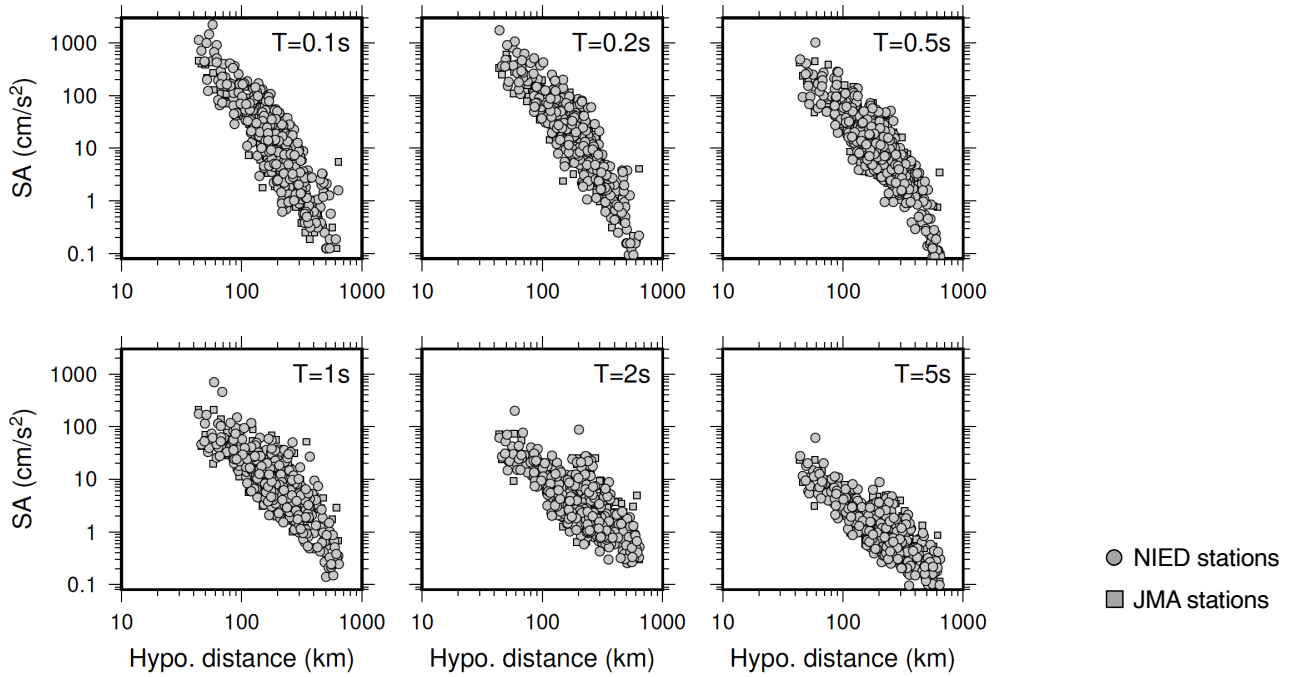 T=0.1s
T=0.2s
T=0.5s
1000
100
10
1
0.1
SA (cm/s²)
10 100 1000
10 100 1000
10 100 1000
T=1s
T=2s
T=5s
1000
100
10
1
0.1
SA (cm/s²)
10 100 1000
10 100 1000
10 100 1000
Hypo. distance (km)
Hypo. distance (km)
Hypo. distance (km)
NIED stations
JMA stations